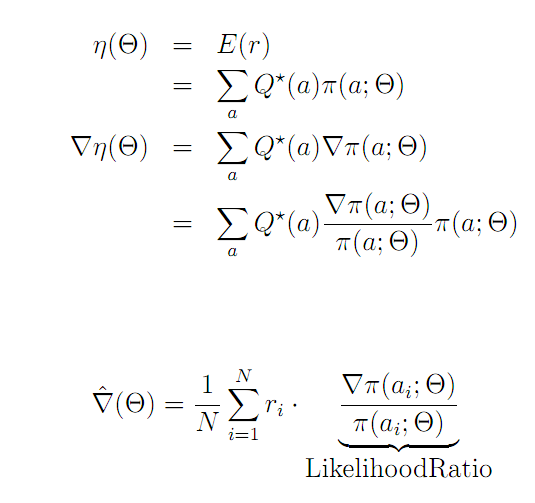 η(Θ) = E(r)
= ∑_a Q⋆(a)π(a; Θ)
∇η(Θ) = ∑_a Q⋆(a)∇π(a; Θ)
= ∑_a Q⋆(a) ∇π(a; Θ)/π(a; Θ) π(a; Θ)
∇̂(Θ) = 1/N ∑_{i=1}^{N} r_i · ∇π(a_i; Θ)/π(a_i; Θ)
LikelihoodRatio